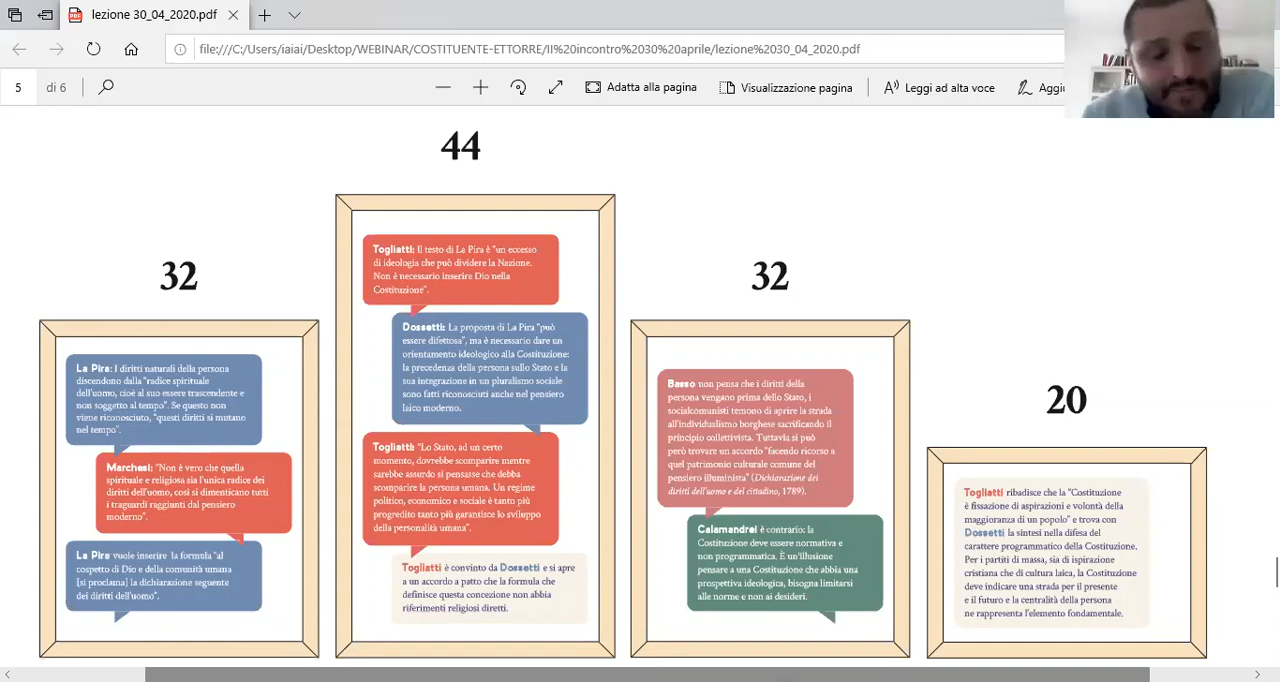 lezione 30_04_2020.pdf
file:///C:/Users/iaiai/Desktop/WEBINAR/COSTITUENTE-ETTORRE/II%20incontro%2030%20aprile/lezione%2030_04_2020.pdf
5 di 6
Adatta alla pagina
Visualizzazione pagina
Leggi ad alta voce
Aggiu
32
La Pira: I diritti naturali della persona
discendono dalla "radice spirituale
dell'uomo, cioè al suo essere trascendente e
non soggetto al tempo". Se questo non
viene riconosciuto, "questi diritti si mutano
nel tempo".
Marchesi: "Non è vero che quella
spirituale e religiosa sia l'unica radice dei
diritti dell'uomo, così si dimenticano tutti
i traguardi raggiunti dal pensiero
moderno".
La Pira vuole inserire la formula "al
cospetto di Dio e della comunità umana
[si proclama] la dichiarazione seguente
dei diritti dell'uomo".
44
Togliatti: Il testo di La Pira è "un eccesso
di ideologia che può dividere la Nazione.
Non è necessario inserire Dio nella
Costituzione".
Dossetti: La proposta di La Pira "può
essere difettosa", ma è necessario dare un
orientamento ideologico alla Costituzione:
la precedenza della persona sullo Stato e la
sua integrazione in un pluralismo sociale
sono fatti riconosciuti anche nel pensiero
laico moderno.
Togliatti: "Lo Stato, ad un certo
momento, dovrebbe scomparire mentre
sarebbe assurdo si pensasse che debba
scomparire la persona umana. Un regime
politico, economico e sociale è tanto più
progredito tanto più garantisce lo sviluppo
della personalità umana".
Togliatti è convinto da Dossetti e si apre
a un accordo a patto che la formula che
definisce questa concezione non abbia
riferimenti religiosi diretti.
32
Basso non pensa che i diritti della
persona vengano prima dello Stato, i
socialcomunisti temono di aprire la strada
all'individualismo borghese sacrificando il
principio collettivista. Tuttavia si può
però trovare un accordo "facendo ricorso a
quel patrimonio culturale comune del
pensiero illuminista" (Dichiarazione dei
diritti dell'uomo e del cittadino, 1789).
Calamandrei è contrario: la
Costituzione deve essere normativa e
non programmatica. È un'illusione
pensare a una Costituzione che abbia una
prospettiva ideologica, bisogna limitarsi
alle norme e non ai desideri.
20
Togliatti ribadisce che la "Costituzione
è fissazione di aspirazioni e volontà della
maggioranza di un popolo" e trova con
Dossetti la sintesi nella difesa del
carattere programmatico della Costituzione.
Per i partiti di massa, sia di ispirazione
cristiana che di cultura laica, la Costituzione
deve indicare una strada per il presente
e il futuro e la centralità della persona
ne rappresenta l'elemento fondamentale.